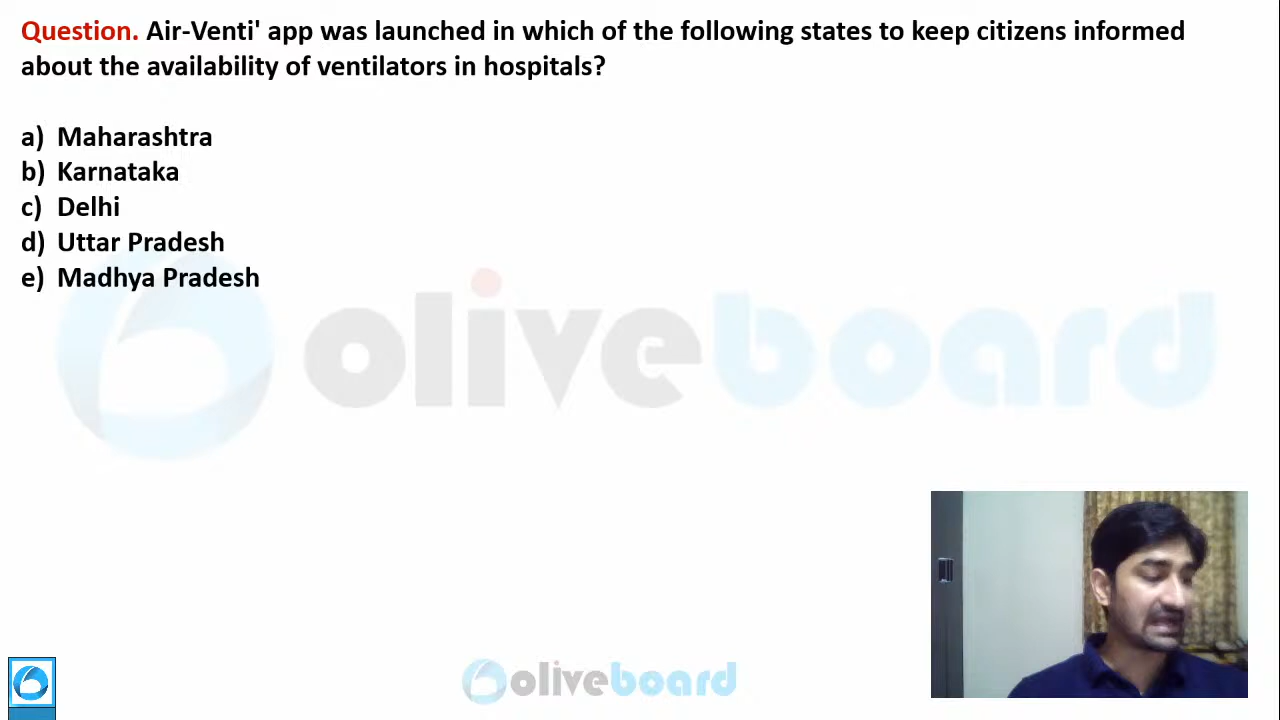 Question. Air-Venti' app was launched in which of the following states to keep citizens informed
about the availability of ventilators in hospitals?
a) Maharashtra
b) Karnataka
c) Delhi
d) Uttar Pradesh
e) Madhya Pradesh
oliveboard
oliveboard